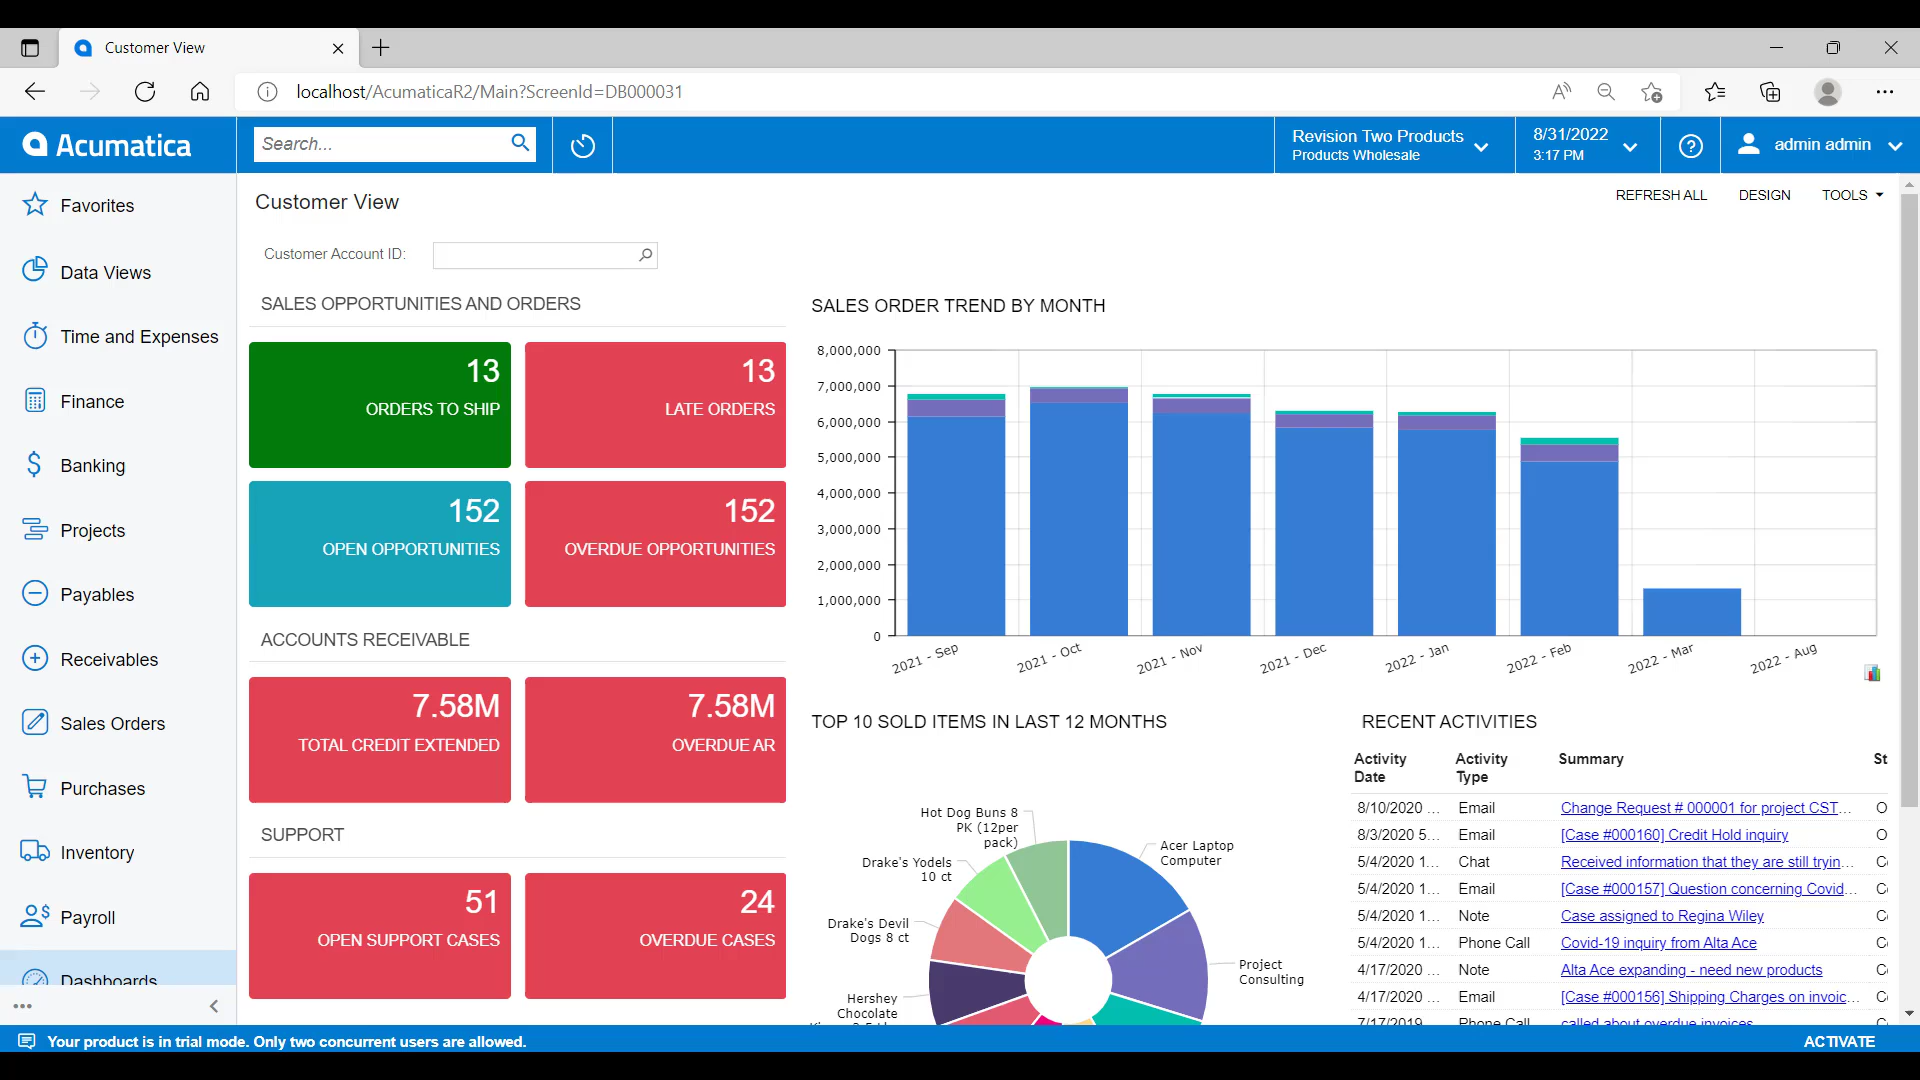 Customer View
localhost/AcumaticaR2/Main?ScreenId=DB000031
Acumatica
Search...
Revision Two Products
Products Wholesale
8/31/2022
3:17 PM
admin admin
Favorites
Data Views
Time and Expenses
Finance
Banking
Projects
Payables
Receivables
Sales Orders
Purchases
Inventory
Payroll
Dashboards
Customer View
REFRESH ALL
DESIGN
TOOLS
Customer Account ID:
SALES OPPORTUNITIES AND ORDERS
13
ORDERS TO SHIP
13
LATE ORDERS
152
OPEN OPPORTUNITIES
152
OVERDUE OPPORTUNITIES
ACCOUNTS RECEIVABLE
7.58M
TOTAL CREDIT EXTENDED
7.58M
OVERDUE AR
SUPPORT
51
OPEN SUPPORT CASES
24
OVERDUE CASES
SALES ORDER TREND BY MONTH
8,000,000
7,000,000
6,000,000
5,000,000
4,000,000
3,000,000
2,000,000
1,000,000
0
2021 - Sep
2021 - Oct
2021 - Nov
2021 - Dec
2022 - Jan
2022 - Feb
2022 - Mar
2022 - Aug
TOP 10 SOLD ITEMS IN LAST 12 MONTHS
Hot Dog Buns 8
PK (12per
pack)
Drake's Yodels
10 ct
Drake's Devil
Dogs 8 ct
Hershey
Chocolate
Acer Laptop
Computer
Project
Consulting
RECENT ACTIVITIES
Activity
Date
Activity
Type
Summary
St
8/10/2020 ... Email Change Request # 000001 for project CST... O
8/3/2020 5... Email [Case #000160] Credit Hold inquiry O
5/4/2020 1... Chat Received information that they are still tryin... C
5/4/2020 1... Email [Case #000157] Question concerning Covid... C
5/4/2020 1... Note Case assigned to Regina Wiley C
5/4/2020 1... Phone Call Covid-19 inquiry from Alta Ace C
4/17/2020 ... Note Alta Ace expanding - need new products C
4/17/2020 ... Email [Case #000156] Shipping Charges on invoic... C
7/17/2019 Phone Call called about overdue invoices C
Your product is in trial mode. Only two concurrent users are allowed.
ACTIVATE